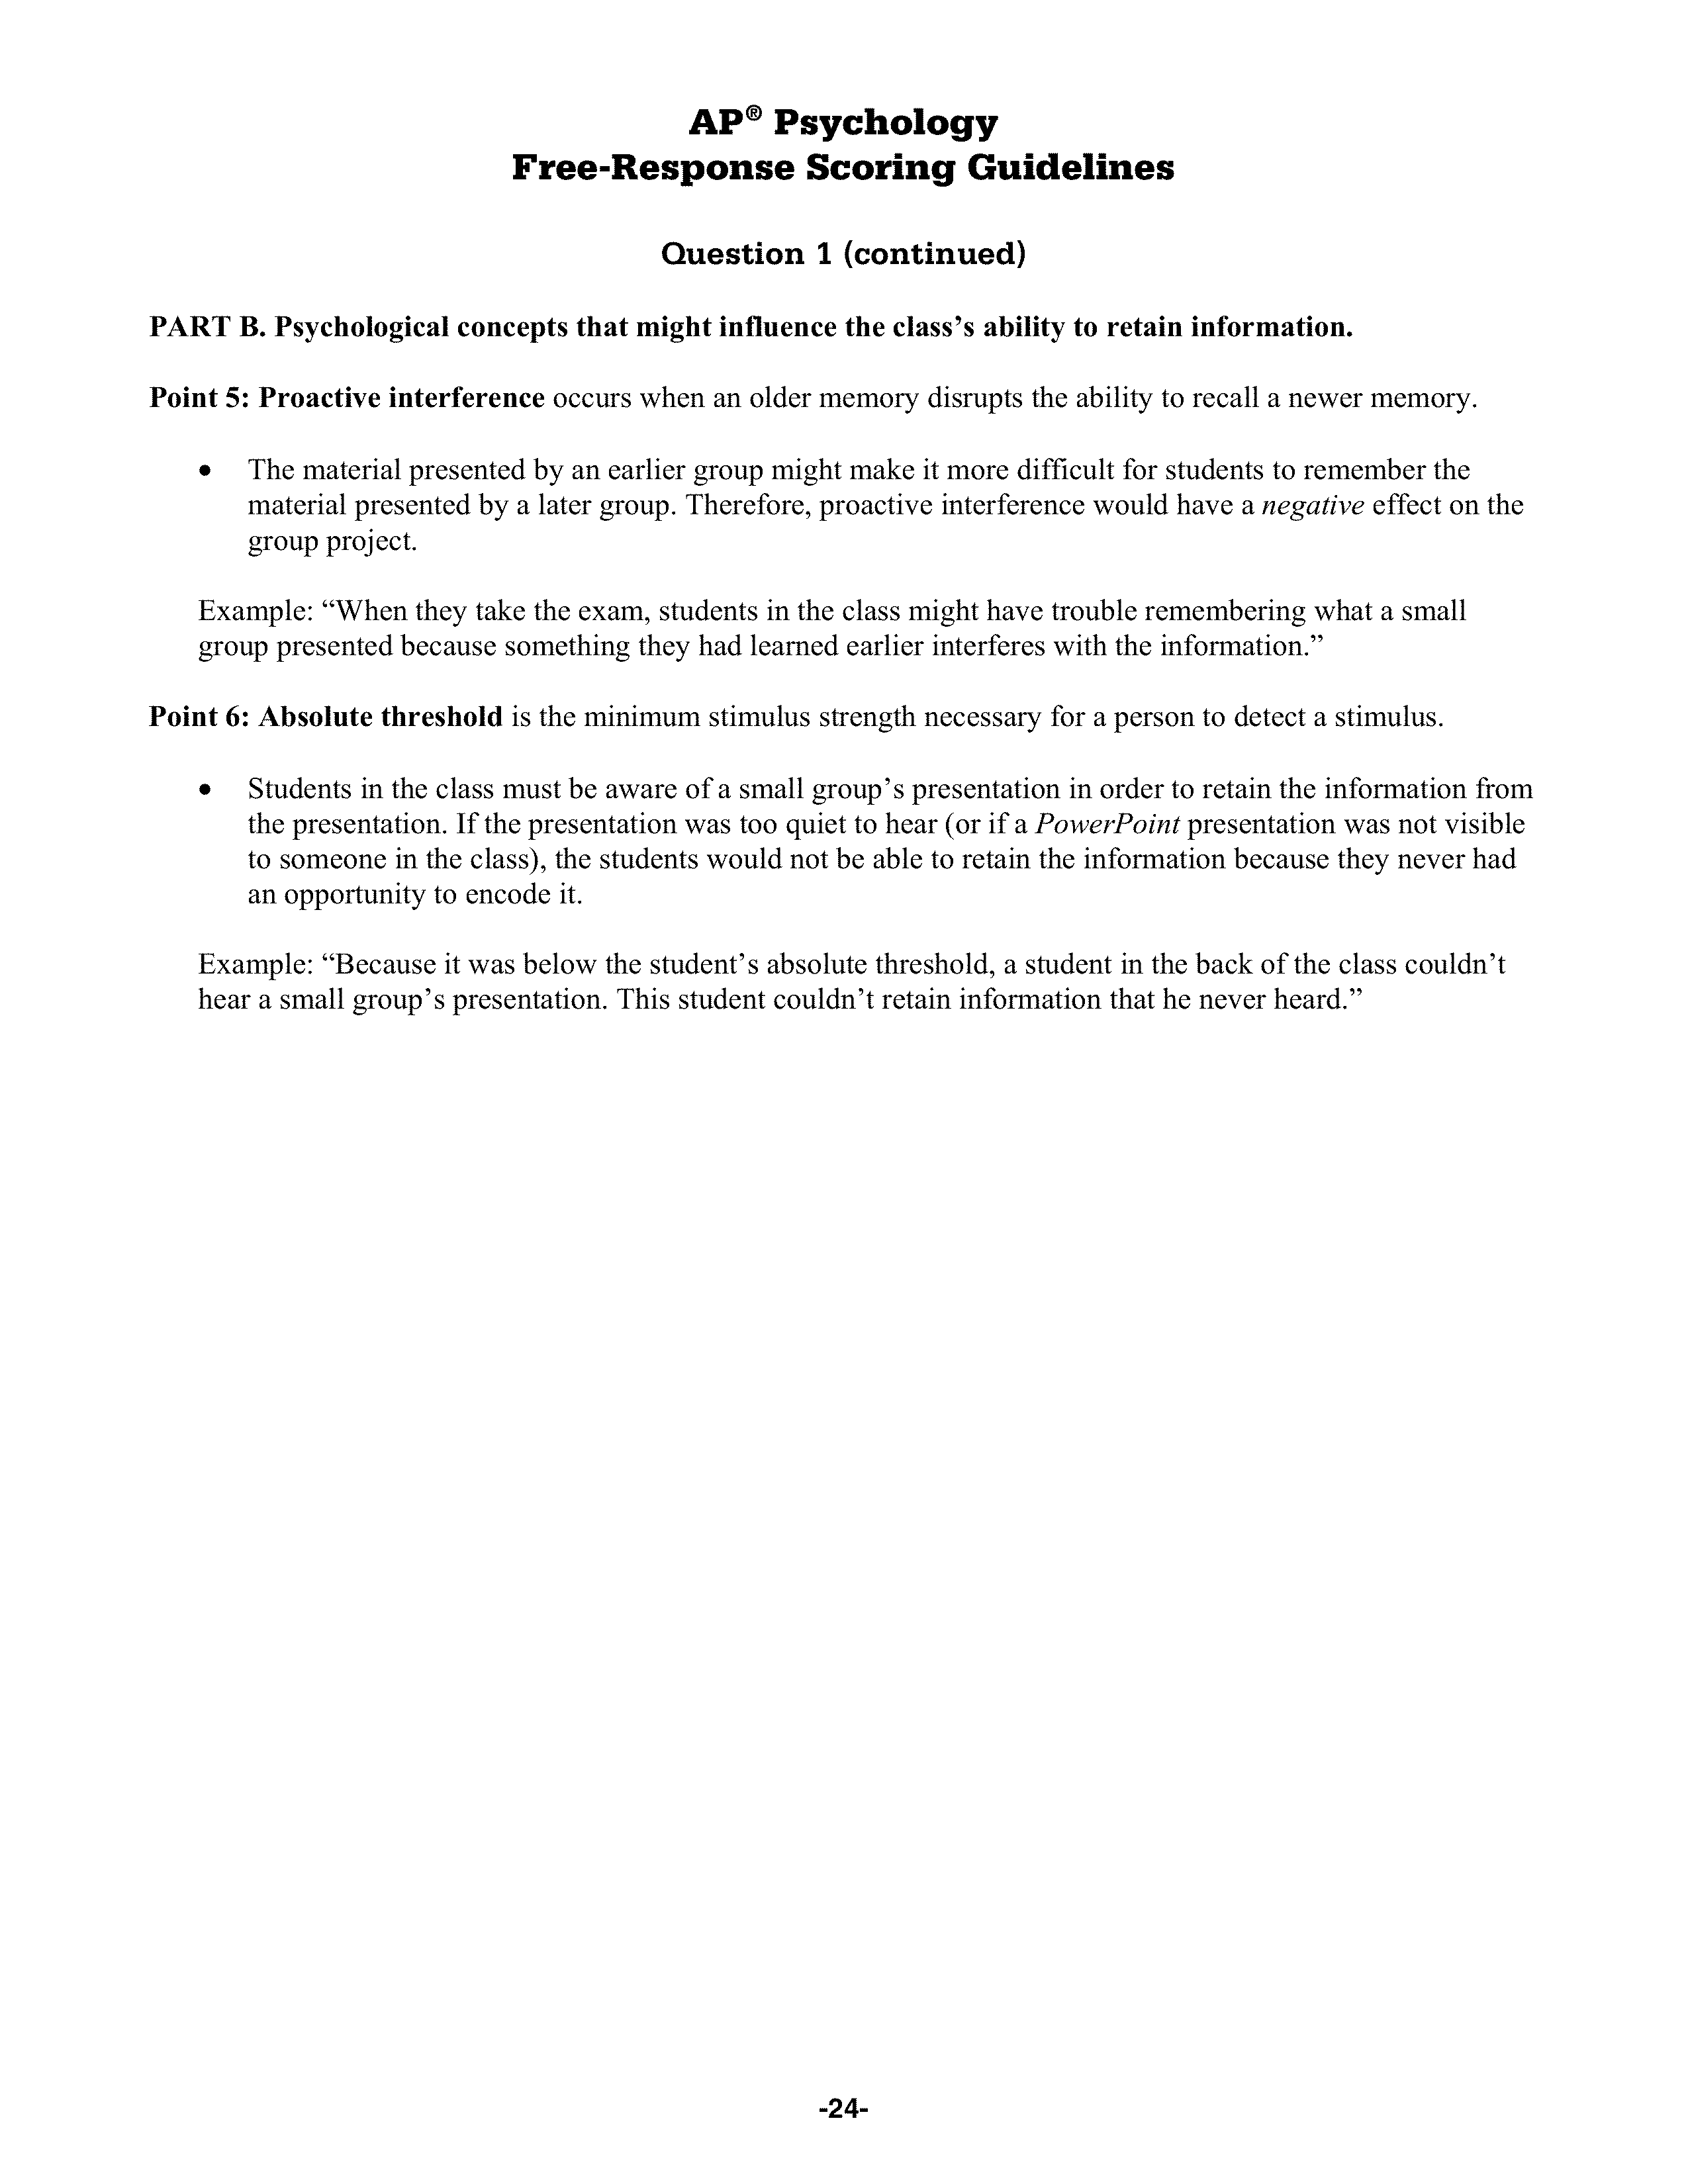 AP® Psychology
Free-Response Scoring Guidelines
Question 1 (continued)
PART B. Psychological concepts that might influence the class’s ability to retain information.
Point 5: Proactive interference occurs when an older memory disrupts the ability to recall a newer memory.
• The material presented by an earlier group might make it more difficult for students to remember the
material presented by a later group. Therefore, proactive interference would have a negative effect on the
group project.
Example: “When they take the exam, students in the class might have trouble remembering what a small
group presented because something they had learned earlier interferes with the information.”
Point 6: Absolute threshold is the minimum stimulus strength necessary for a person to detect a stimulus.
• Students in the class must be aware of a small group’s presentation in order to retain the information from
the presentation. If the presentation was too quiet to hear (or if a PowerPoint presentation was not visible
to someone in the class), the students would not be able to retain the information because they never had
an opportunity to encode it.
Example: “Because it was below the student’s absolute threshold, a student in the back of the class couldn’t
hear a small group’s presentation. This student couldn’t retain information that he never heard.”
-24-